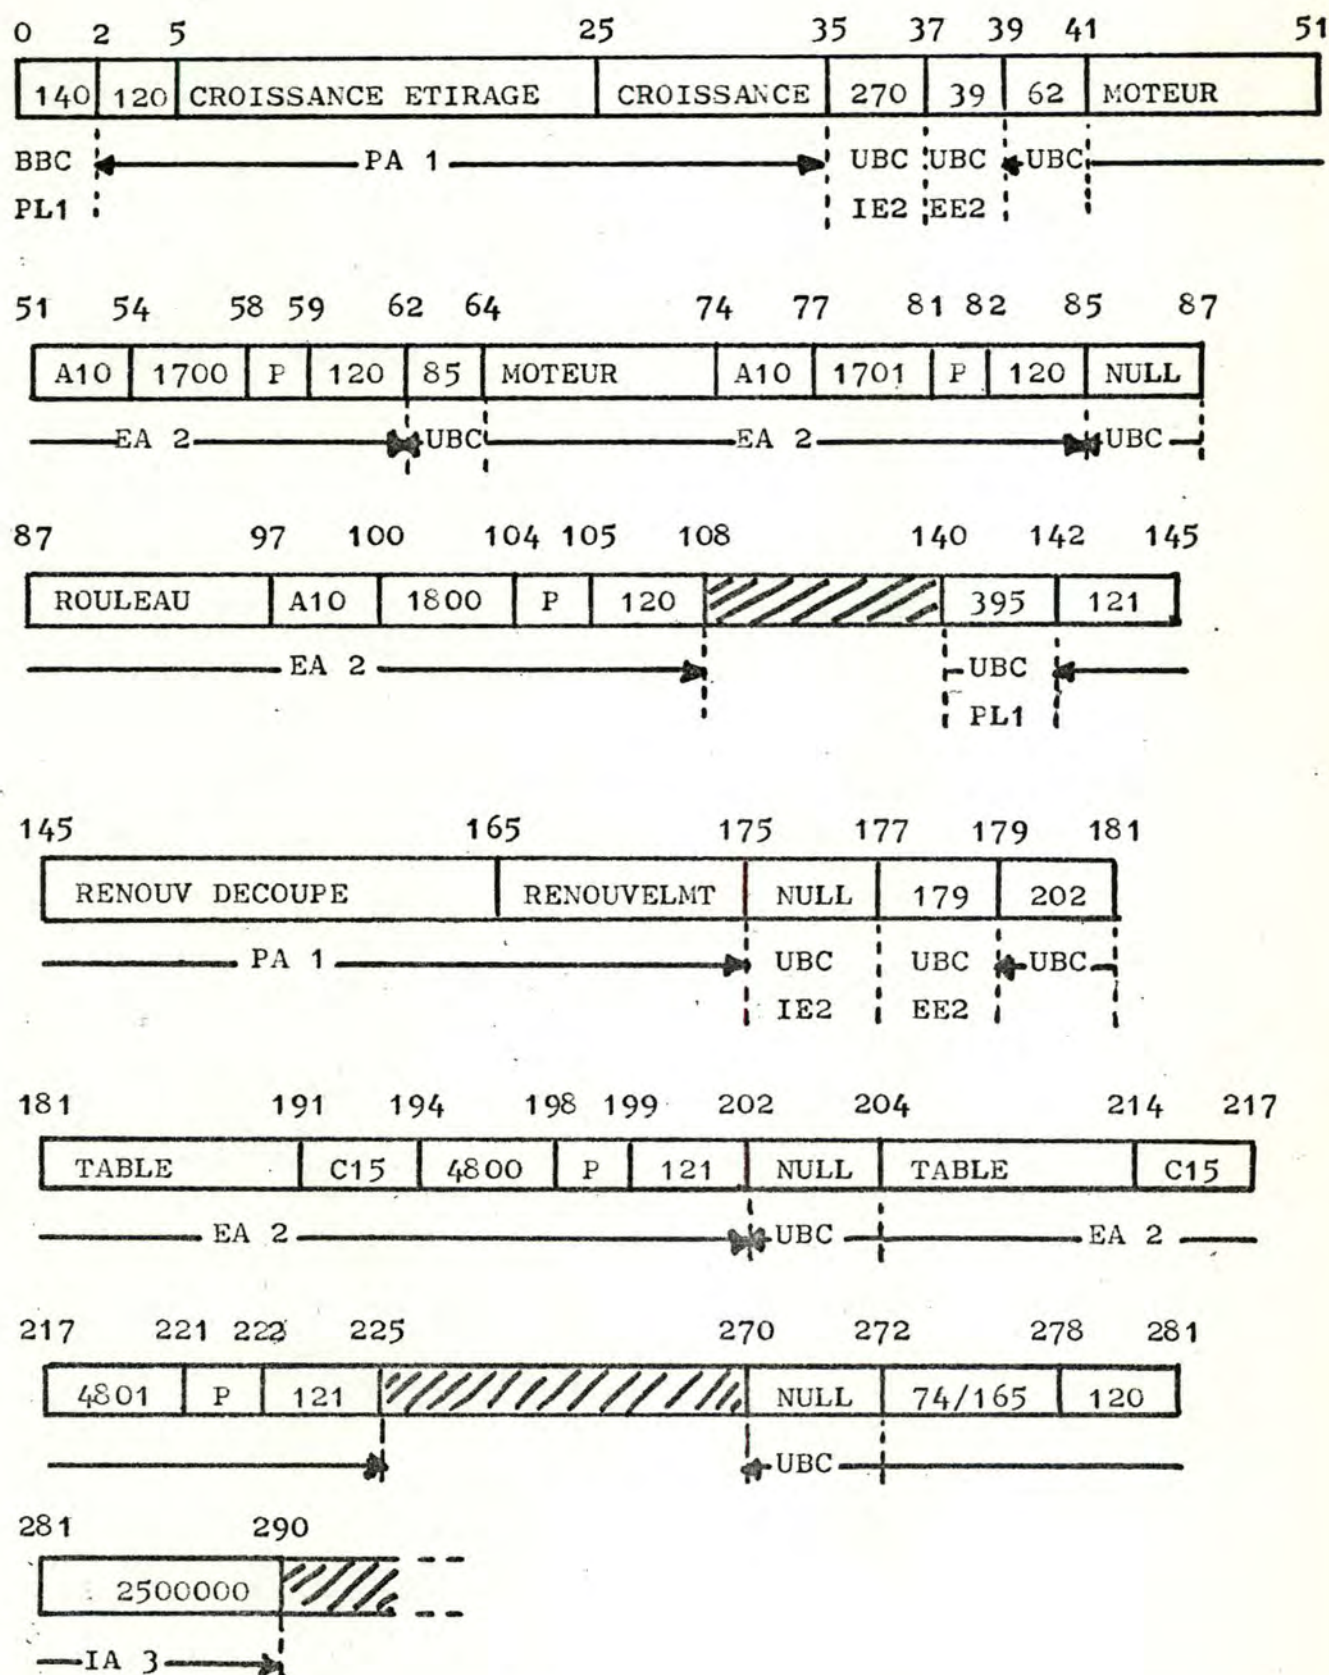 0 2 5 25 35 37 39 41 51
140 120 CROISSANCE ETIRAGE CROISSANCE 270 39 62 MOTEUR
BBC PA 1 UBC UBC UBC
PL1 IE2 EE2
51 54 58 59 62 64 74 77 81 82 85 87
A10 1700 P 120 85 MOTEUR A10 1701 P 120 NULL
EA 2 UBC EA 2 UBC
87 97 100 104 105 108 140 142 145
ROULEAU A10 1800 P 120 395 121
EA 2 UBC
PL1
145 165 175 177 179 181
RENOUV DECOUPE RENOUVELMT NULL 179 202
PA 1 UBC UBC UBC
IE2 EE2
181 191 194 198 199 202 204 214 217
TABLE C15 4800 P 121 NULL TABLE C15
EA 2 UBC EA 2
217 221 222 225 270 272 278 281
4801 P 121 NULL 74/165 120
UBC
281 290
2500000
IA 3